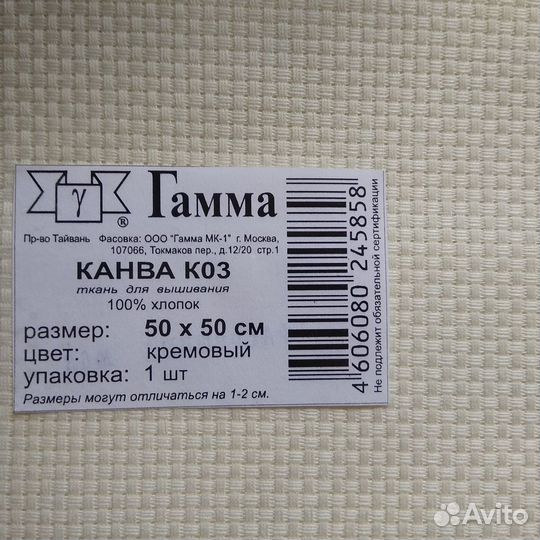 γ ® Гамма
Пр-во Тайвань Фасовка: ООО "Гамма МК-1" г. Москва,
107066, Токмаков пер., д.12/20 стр.1
КАНВА К03
ткань для вышивания
100% хлопок
размер: 50 х 50 см
цвет: кремовый
упаковка: 1 шт
Размеры могут отличаться на 1-2 см.
4 606080 245858
Не подлежит обязательной сертификации
Avito